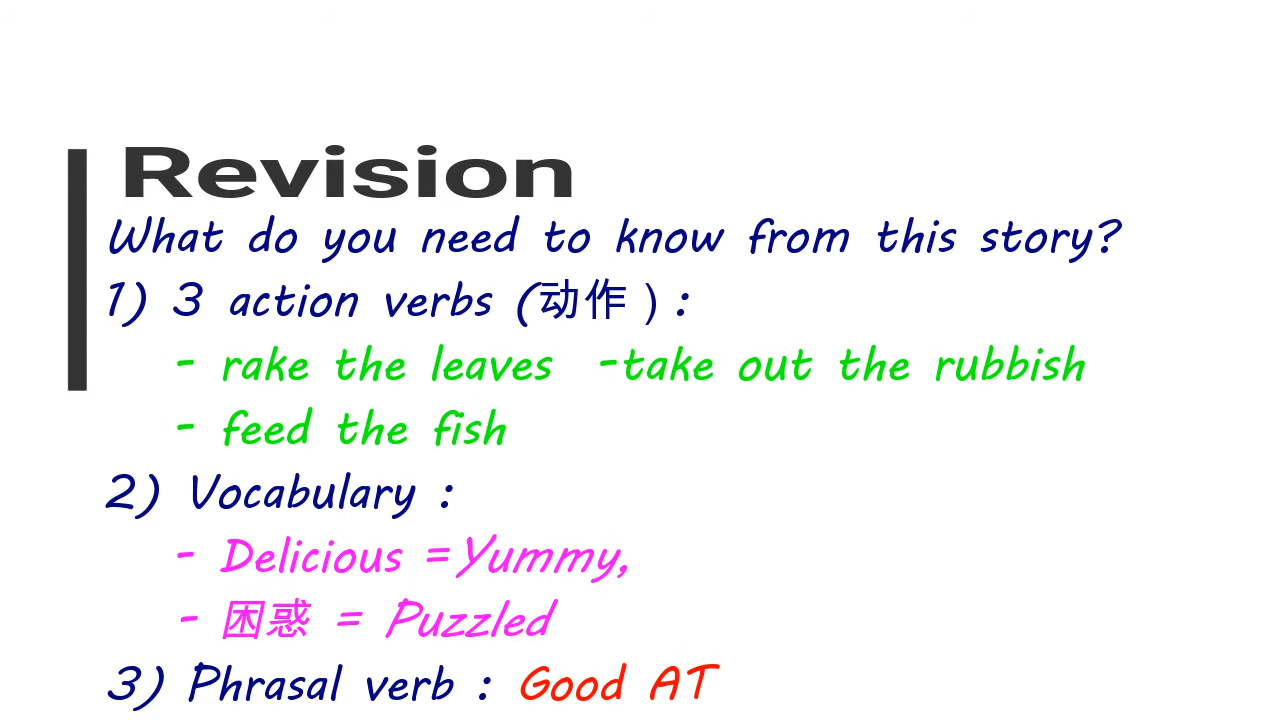 Revision
What do you need to know from this story?
1) 3 action verbs (动作）:
- rake the leaves -take out the rubbish
- feed the fish
2) Vocabulary :
- Delicious =Yummy,
- 困惑 = Puzzled
3) Phrasal verb : Good AT